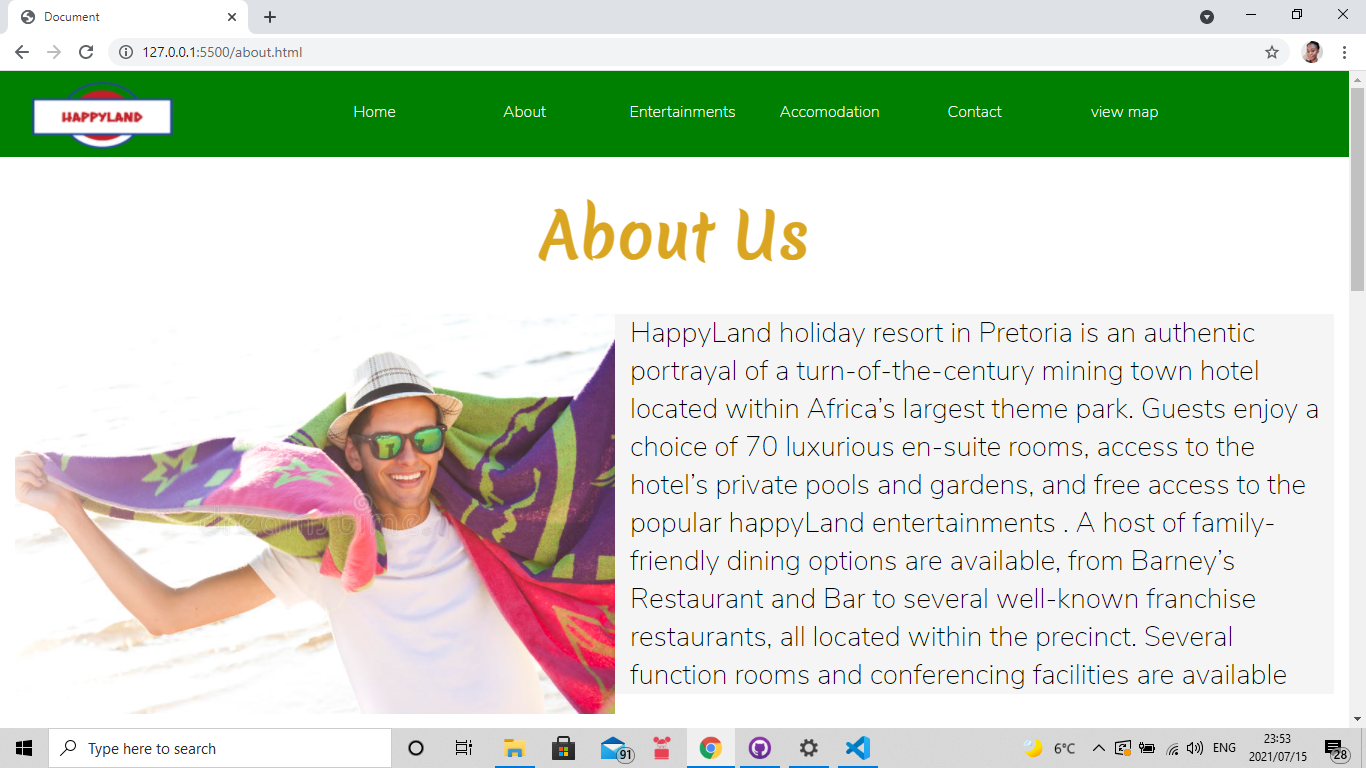 Document
127.0.0.1:5500/about.html
HAPPYLAND
Home About Entertainments Accomodation Contact view map
About Us
HappyLand holiday resort in Pretoria is an authentic
portrayal of a turn-of-the-century mining town hotel
located within Africa’s largest theme park. Guests enjoy a
choice of 70 luxurious en-suite rooms, access to the
hotel’s private pools and gardens, and free access to the
popular happyLand entertainments . A host of family-
friendly dining options are available, from Barney’s
Restaurant and Bar to several well-known franchise
restaurants, all located within the precinct. Several
function rooms and conferencing facilities are available
dreamstime
Type here to search
91
6°C
ENG
23:53
2021/07/15
28